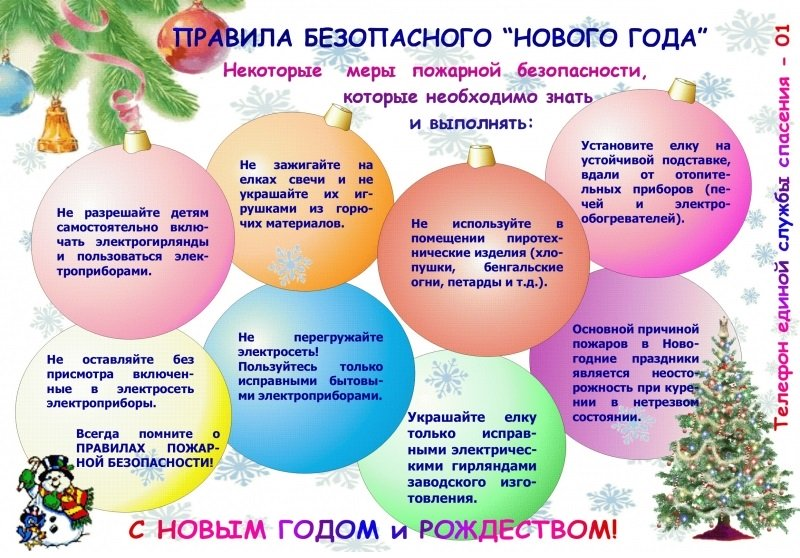 ПРАВИЛА БЕЗОПАСНОГО “НОВОГО ГОДА”
Некоторые меры пожарной безопасности,
которые необходимо знать
и выполнять:
Не разрешайте детям
самостоятельно вклю-
чать электрогирлянды
и пользоваться элек-
троприборами.
Не зажигайте на
елках свечи и не
украшайте их иг-
рушками из горю-
чих материалов.
Не используйте в
помещении пиротех-
нические изделия (хло-
пушки, бенгальские
огни, петарды и т.д.).
Установите елку на
устойчивой подставке,
вдали от отопите-
льных приборов (пе-
чей и электро-
обогревателей).
Не оставляйте без
присмотра включен-
ные в электросеть
электроприборы.
Всегда помните о
ПРАВИЛАХ ПОЖАР-
НОЙ БЕЗОПАСНОСТИ!
Не перегружайте
электросеть!
Пользуйтесь только
исправными бытовы-
ми электроприборами.
Украшайте елку
только исправ-
ными электричес-
кими гирляндами
заводского изго-
товления.
Основной причиной
пожаров в Ново-
годние праздники
является неосто-
рожность при куре-
нии в нетрезвом
состоянии.
Телефон единой службы спасения - 01
С НОВЫМ ГОДОМ и РОЖДЕСТВОМ!